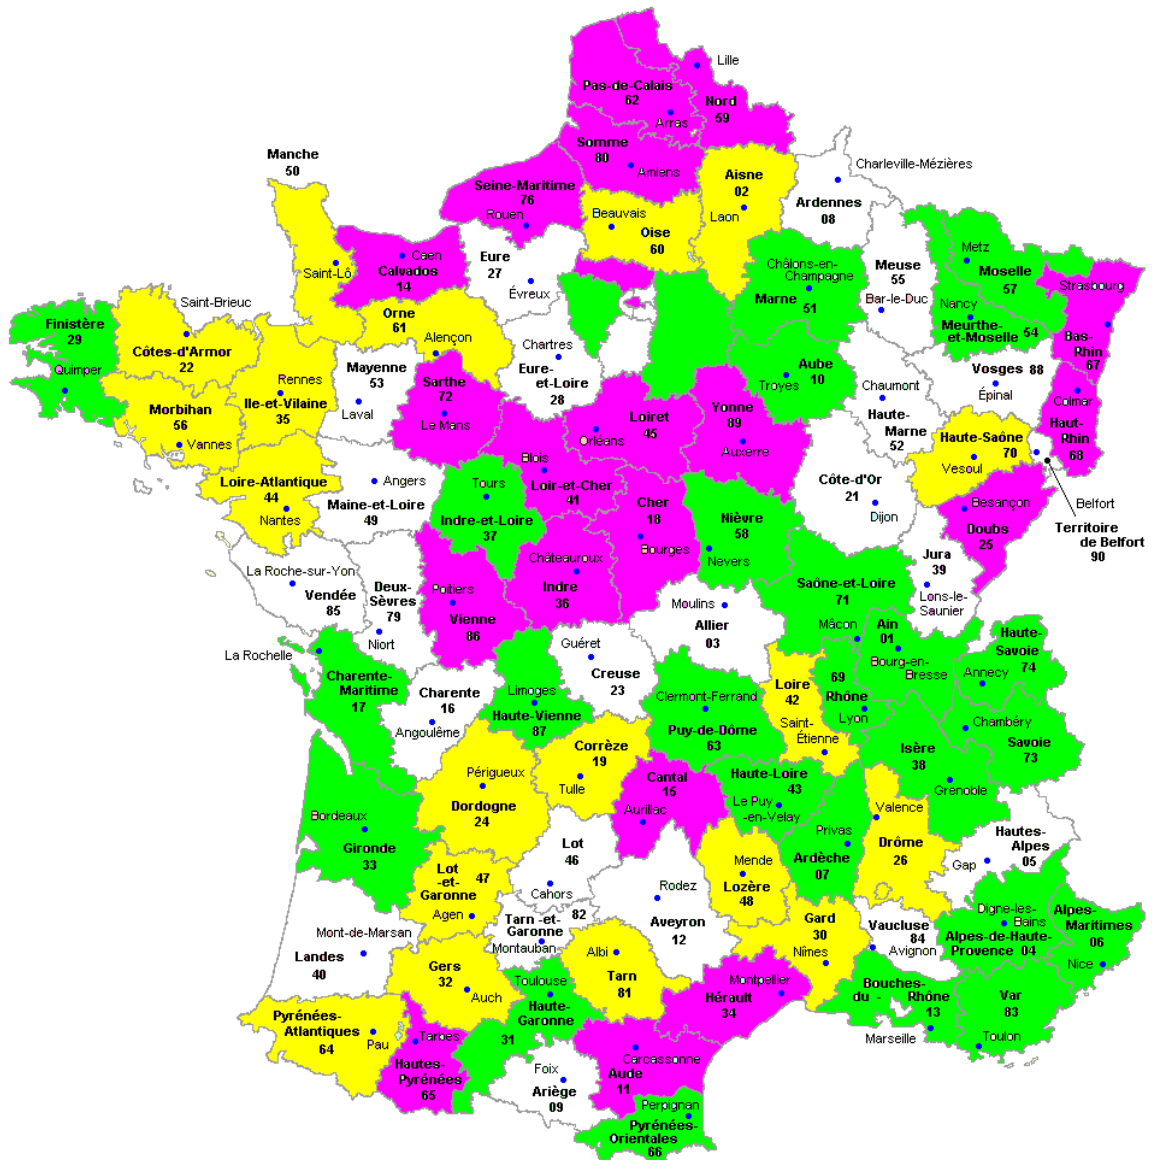 Lille
Pas-de-Calais
62
Nord
59
Arras
Somme
80
Amiens
Manche
50
Aisne
02
Laon
Charleville-Mézières
Ardennes
08
Seine-Maritime
76
Rouen
Beauvais
Oise
60
Caen
Calvados
14
Saint-Lô
Eure
27
Évreux
Châlons-en-
Champagne
Marne
51
Meuse
55
Bar-le-Duc
Metz
Moselle
57
Nancy
54
Meurthe-
et-Moselle
Strasbourg
Bas-
Rhin
67
Saint-Brieuc
Finistère
29
Quimper
Côtes-d'Armor
22
Orne
61
Alençon
Chartres
Eure-
et-Loire
28
Mayenne
53
Laval
Sarthe
72
Le Mans
Rennes
Ile-et-Vilaine
35
Morbihan
56
Vannes
Aube
10
Troyes
Chaumont
Haute-
Marne
52
Vosges 88
Épinal
Colmar
Haut-
Rhin
68
Loiret
45
Orléans
Yonne
89
Auxerre
Haute-Saône
70
Vesoul
Belfort
Territoire
de Belfort
90
Loire-Atlantique
44
Nantes
Angers
Maine-et-Loire
49
Blois
Loir-et-Cher
41
Tours
Indre-et-Loire
37
Cher
18
Bourges
Nièvre
58
Nevers
Côte-d'Or
21
Dijon
Besançon
Doubs
25
Jura
39
Lons-le-
Saunier
La Roche-sur-Yon
Vendée
85
Deux-
Sèvres
79
Niort
Poitiers
Vienne
86
Châteauroux
Indre
36
Moulins
Allier
03
Saône-et-Loire
71
Mâcon
Ain
01
Bourg-en-
Bresse
Haute-
Savoie
74
Annecy
La Rochelle
Charente-
Maritime
17
Charente
16
Angoulême
Limoges
Haute-Vienne
87
Guéret
Creuse
23
Clermont-Ferrand
Puy-de-Dôme
63
Loire
42
Saint-
Étienne
69
Rhône
Lyon
Chambéry
Savoie
73
Isère
38
Grenoble
Périgueux
Dordogne
24
Corrèze
19
Tulle
Cantal
15
Aurillac
Haute-Loire
43
Le Puy
-en-Velay
Privas
Ardèche
07
Valence
Drôme
26
Hautes-
Alpes
05
Gap
Bordeaux
Gironde
33
Lot
-et-
Garonne
47
Agen
Lot
46
Cahors
Rodez
Aveyron
12
Mende
Lozère
48
Tarn -et-
Garonne
82
Montauban
Mont-de-Marsan
Landes
40
Gers
32
Auch
Albi
Tarn
81
Gard
30
Nîmes
Vaucluse
84
Avignon
Digne-les-
Bains
Alpes-de-Haute-
Provence 04
Alpes-
Maritimes
06
Nice
Toulouse
Haute-
Garonne
31
Montpellier
Hérault
34
Bouches-
du - Rhône
13
Marseille
Var
83
Toulon
Pyrénées-
Atlantiques
64
Pau
Tarbes
Hautes-
Pyrénées
65
Foix
Ariège
09
Carcassonne
Aude
11
Perpignan
Pyrénées-
Orientales
66